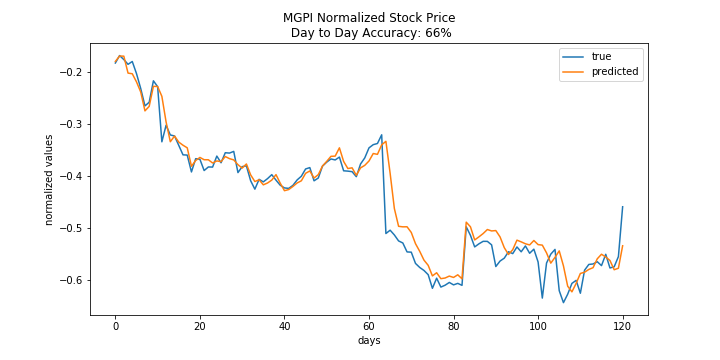 MGPI Normalized Stock Price
Day to Day Accuracy: 66%
true
predicted
normalized values
−0.2
−0.3
−0.4
−0.5
−0.6
0
20
40
60
80
100
120
days